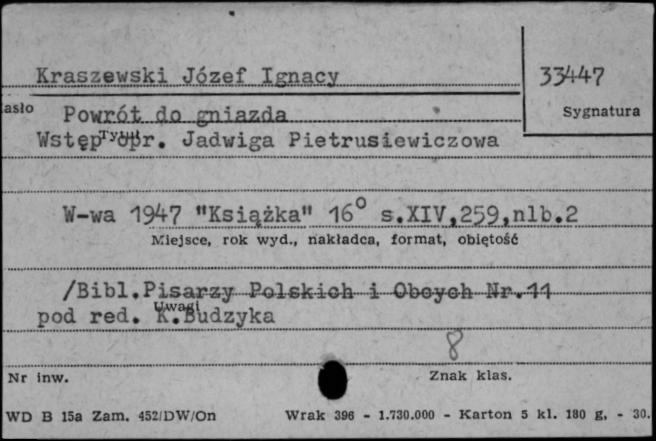 Kraszewski Józef Ignacy
33447
asło
Powrót do gniazda
Sygnatura
Tytuł
Wstęp opr. Jadwiga Pietrusiewiczowa
W-wa 1947 "Książka" 16° s.XIV,259,nlb.2
Miejsce, rok wyd., nakładca, format, objętość
/Bibl.Pisarzy Polskich i Obcych Nr.11
Uwagi
pod red. K.Budzyka
8
Nr inw.
Znak klas.
WD B 15a Zam. 452/DW/On Wrak 396 - 1.730.000 - Karton 5 kl. 180 g. - 30.